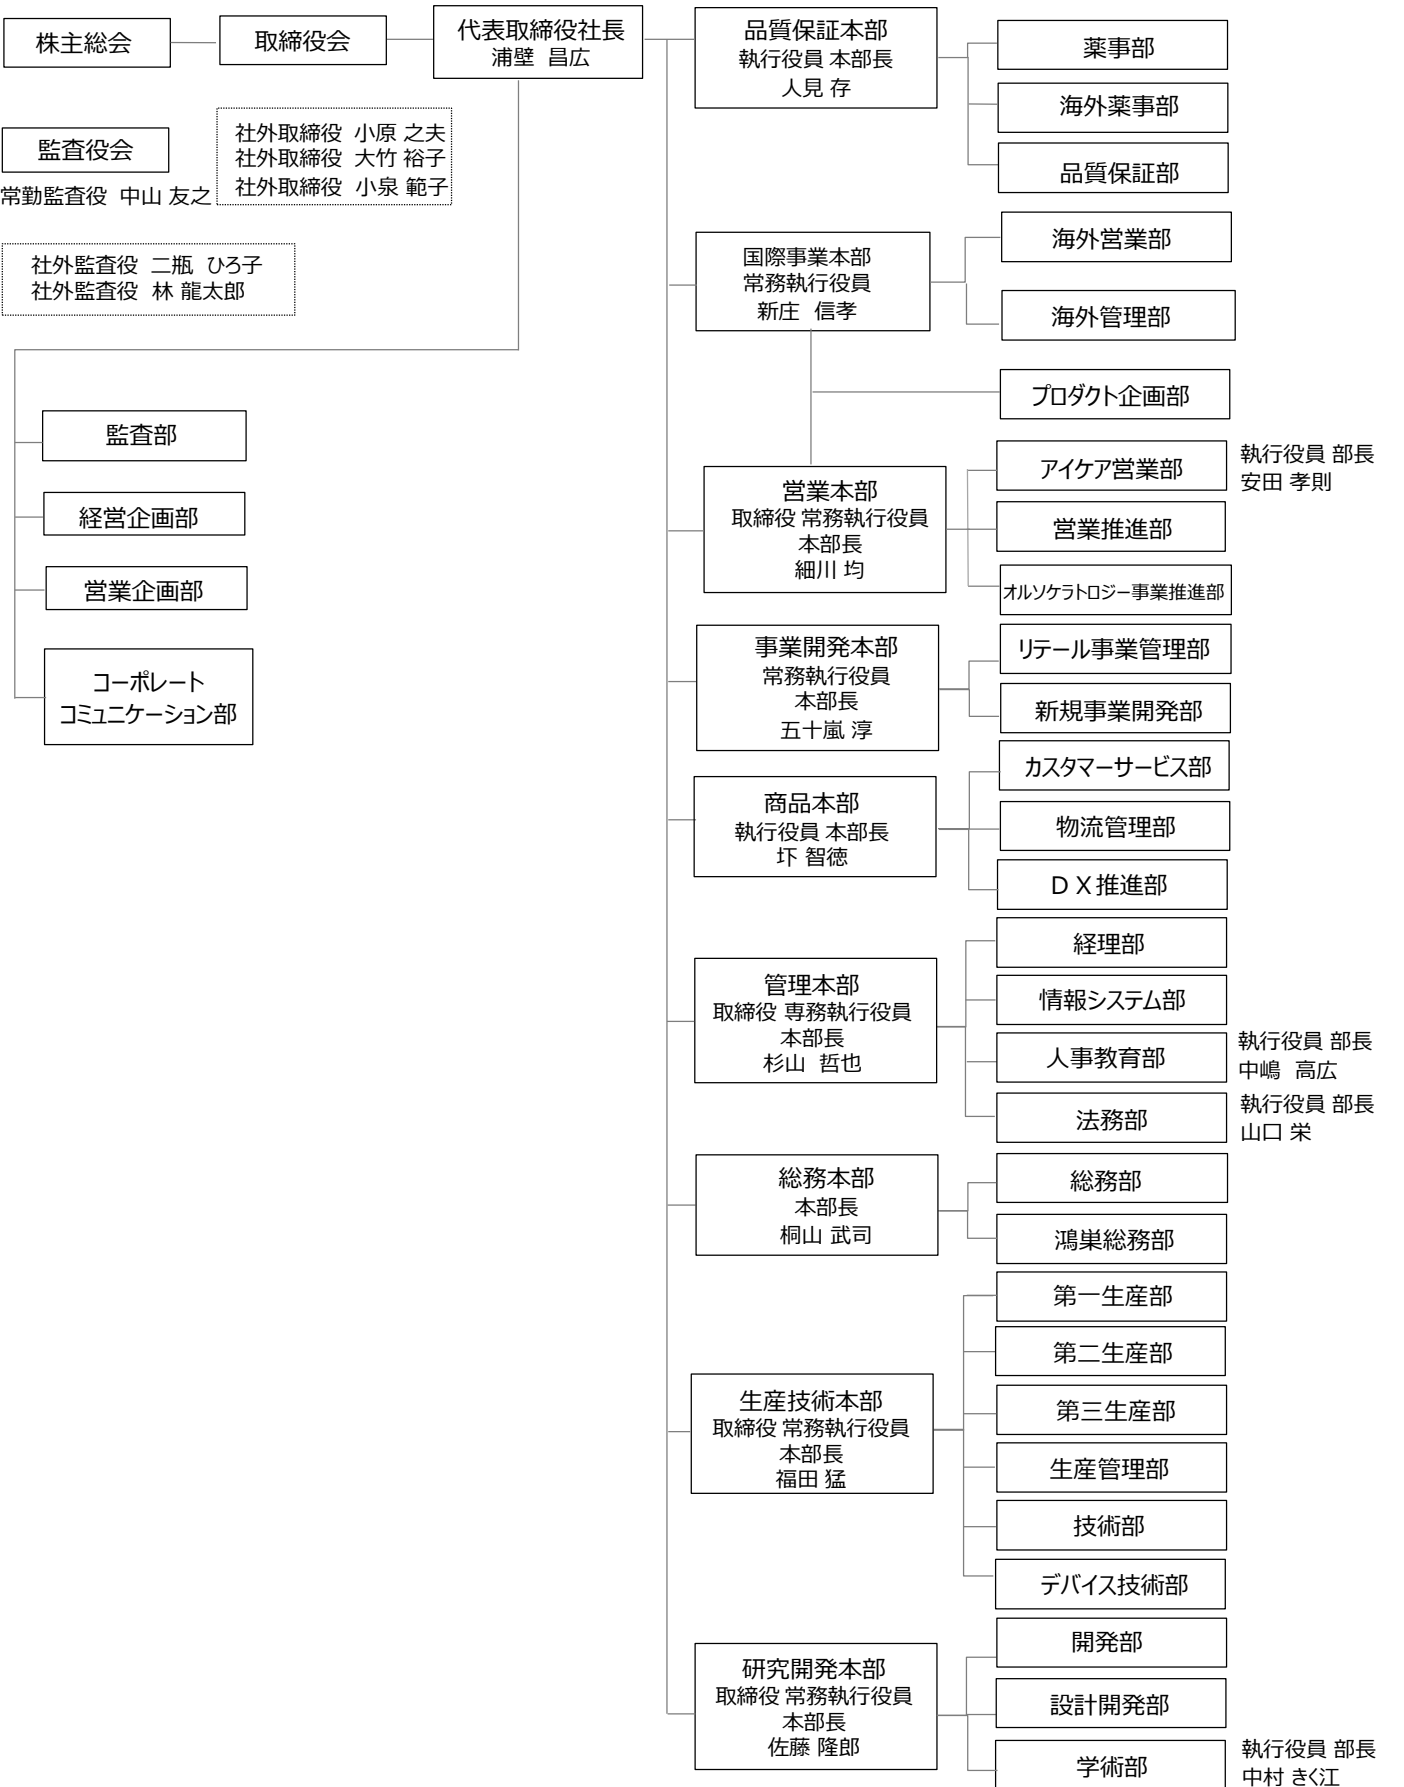 株主総会
取締役会
代表取締役社長
浦壁 昌広
監査役会
常勤監査役 中山 友之
社外取締役 小原 之夫
社外取締役 大竹 裕子
社外取締役 小泉 範子
社外監査役 二瓶 ひろ子
社外監査役 林 龍太郎
監査部
経営企画部
営業企画部
コーポレート
コミュニケーション部
品質保証本部
執行役員 本部長
人見 存
薬事部
海外薬事部
品質保証部
国際事業本部
常務執行役員
新庄 信孝
海外営業部
海外管理部
プロダクト企画部
営業本部
取締役 常務執行役員
本部長
細川 均
アイケア営業部
執行役員 部長
安田 孝則
営業推進部
オルソケラトロジー事業推進部
事業開発本部
常務執行役員
本部長
五十嵐 淳
リテール事業管理部
新規事業開発部
商品本部
執行役員 本部長
圷 智徳
カスタマーサービス部
物流管理部
DX推進部
管理本部
取締役 専務執行役員
本部長
杉山 哲也
経理部
情報システム部
人事教育部
執行役員 部長
中嶋 高広
法務部
執行役員 部長
山口 栄
総務本部
本部長
桐山 武司
総務部
鴻巣総務部
生産技術本部
取締役 常務執行役員
本部長
福田 猛
第一生産部
第二生産部
第三生産部
生産管理部
技術部
デバイス技術部
研究開発本部
取締役 常務執行役員
本部長
佐藤 隆郎
開発部
設計開発部
学術部
執行役員 部長
中村 きく江